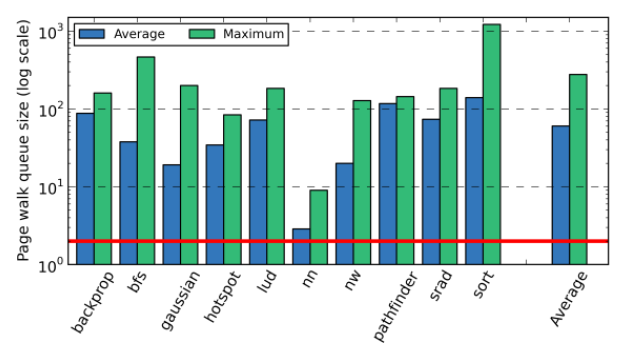 Page walk queue size (log scale)
10³
10²
10¹
10⁰
Average
Maximum
backprop
bfs
gaussian
hotspot
lud
nn
nw
pathfinder
srad
sort
Average